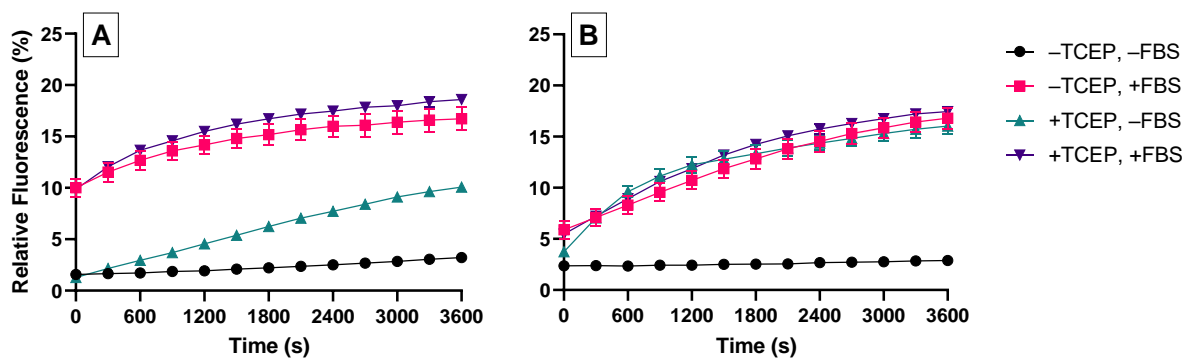 A
Relative Fluorescence (%)
25
20
15
10
5
0
0 600 1200 1800 2400 3000 3600
Time (s)
B
25
20
15
10
5
0
0 600 1200 1800 2400 3000 3600
Time (s)
–TCEP, –FBS
–TCEP, +FBS
+TCEP, –FBS
+TCEP, +FBS